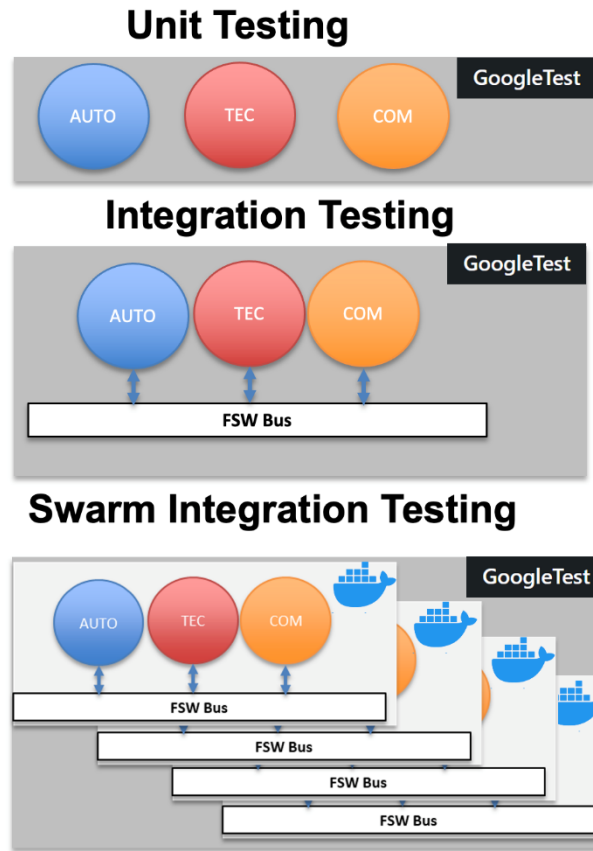 Unit Testing
GoogleTest
AUTO
TEC
COM
Integration Testing
GoogleTest
AUTO
TEC
COM
FSW Bus
Swarm Integration Testing
GoogleTest
AUTO
TEC
COM
FSW Bus
FSW Bus
FSW Bus
FSW Bus